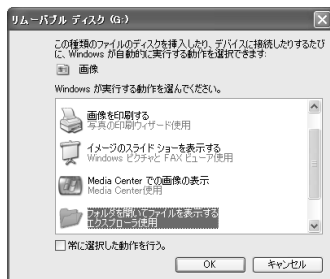 リムーバブル ディスク (G:)
この種類のファイルのディスクを挿入したり、デバイスに接続したりするたび
に、Windows が自動的に実行する動作を選択できます:
画像
Windows が実行する動作を選んでください。
画像を印刷する
写真の印刷ウィザード使用
イメージのスライド ショーを表示する
Windows ピクチャと FAX ビューア使用
Media Center での画像の表示
Media Center使用
フォルダを開いてファイルを表示する
エクスプローラ使用
常に選択した動作を行う。
OK
キャンセル